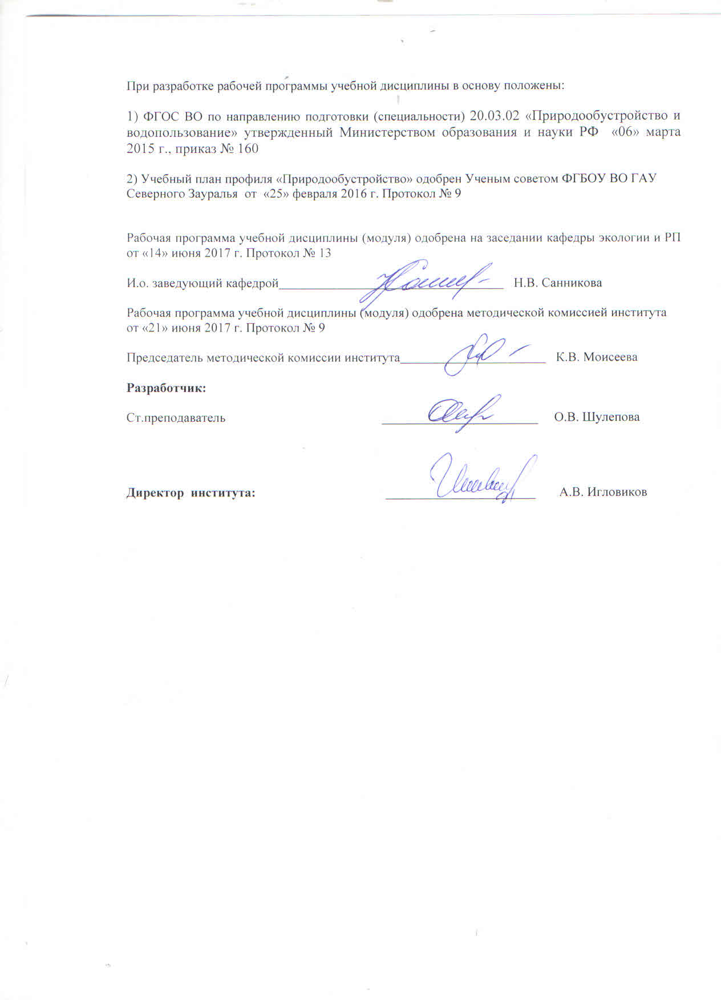 При разработке рабочей программы учебной дисциплины в основу положены:
1) ФГОС ВО по направлению подготовки (специальности) 20.03.02 «Природообустройство и
водопользование» утвержденный Министерством образования и науки РФ «06» марта
2015 г., приказ № 160
2) Учебный план профиля «Природообустройство» одобрен Ученым советом ФГБОУ ВО ГАУ
Северного Зауралья от «25» февраля 2016 г. Протокол № 9
Рабочая программа учебной дисциплины (модуля) одобрена на заседании кафедры экологии и РП
от «14» июня 2017 г. Протокол № 13
И.о. заведующий кафедрой Н.В. Санникова
Рабочая программа учебной дисциплины (модуля) одобрена методической комиссией института
от «21» июня 2017 г. Протокол № 9
Председатель методической комиссии института К.В. Моисеева
Разработчик:
Ст.преподаватель О.В. Шулепова
Директор института: А.В. Игловиков